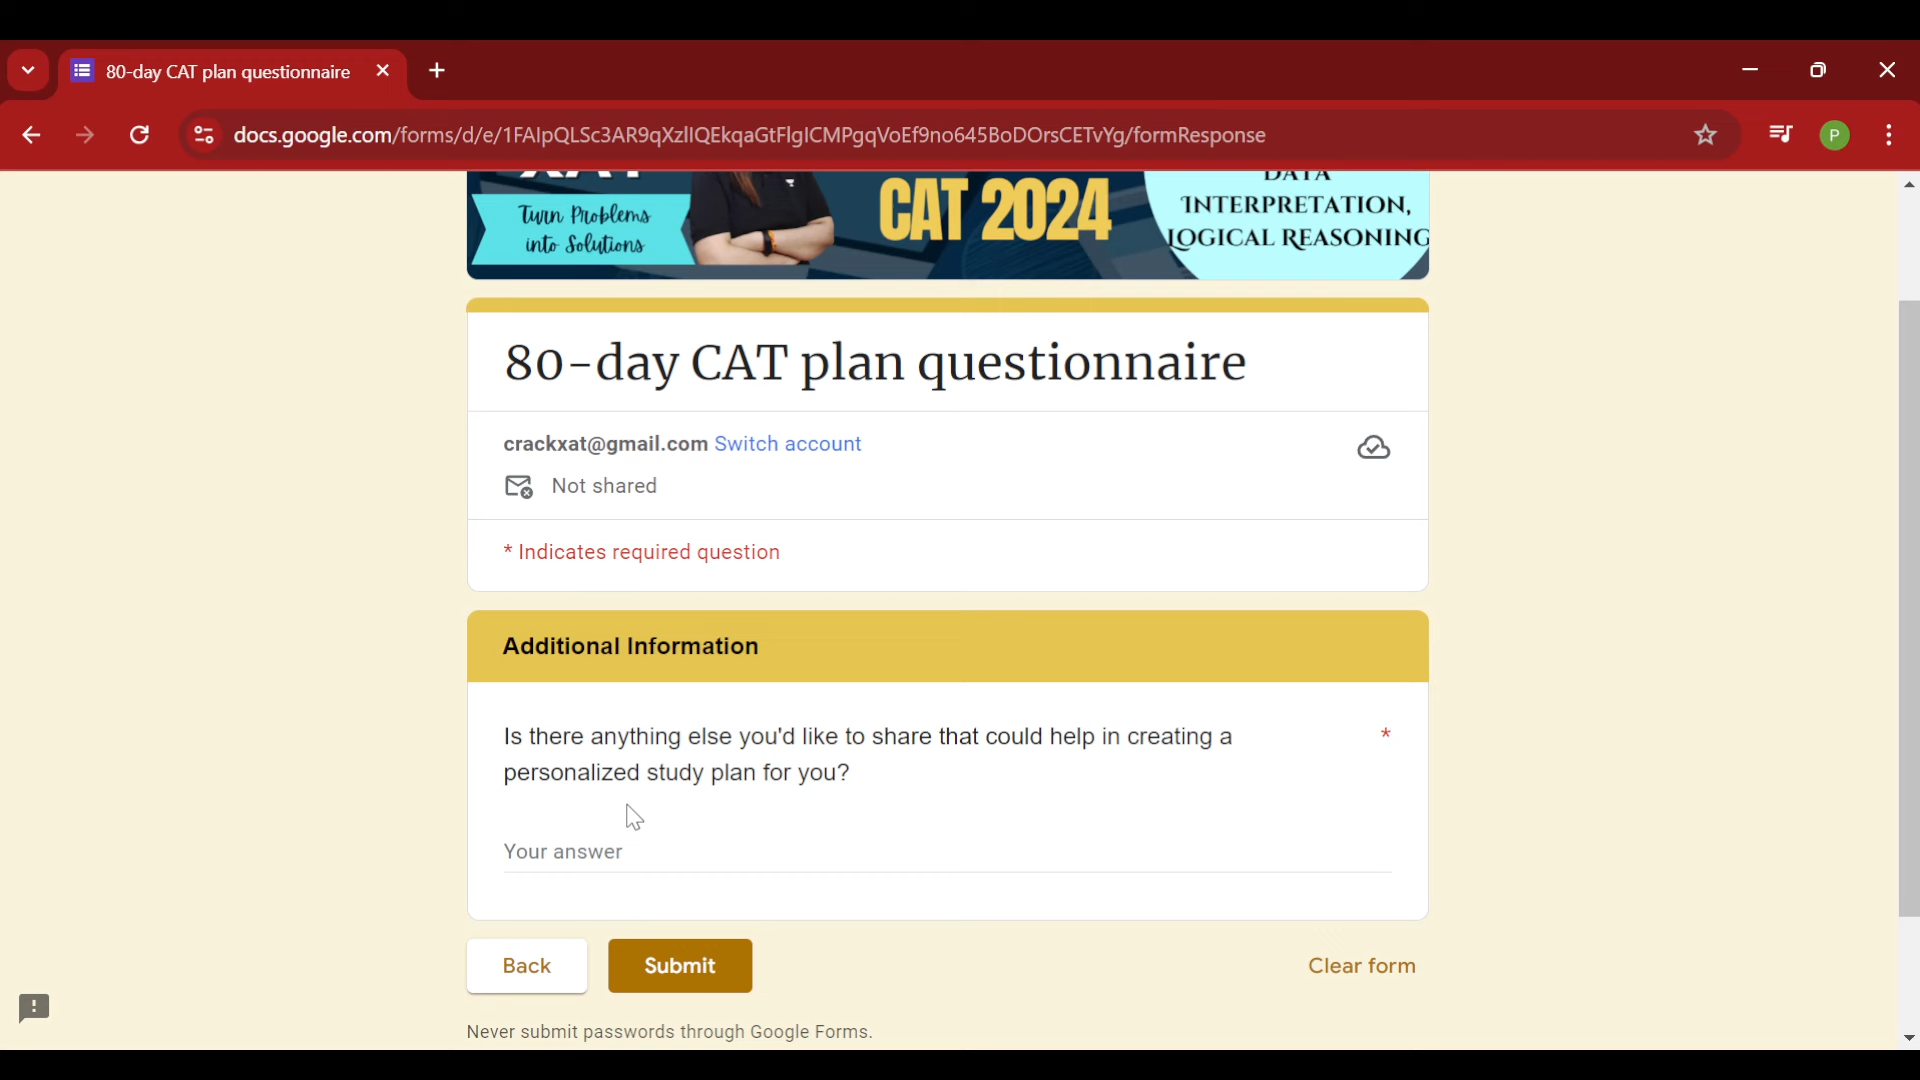 80-day CAT plan questionnaire
docs.google.com/forms/d/e/1FAIpQLSc3AR9qXzlIQEkqaGtFlgICMPgqVoEf9no645BoDOrsCETvYg/formResponse
P
XAT
Turn Problems
into Solutions
CAT 2024
DATA
INTERPRETATION,
LOGICAL REASONING
80-day CAT plan questionnaire
crackxat@gmail.com Switch account
Not shared
* Indicates required question
Additional Information
Is there anything else you'd like to share that could help in creating a *
personalized study plan for you?
Your answer
Back
Submit
Clear form
Never submit passwords through Google Forms.